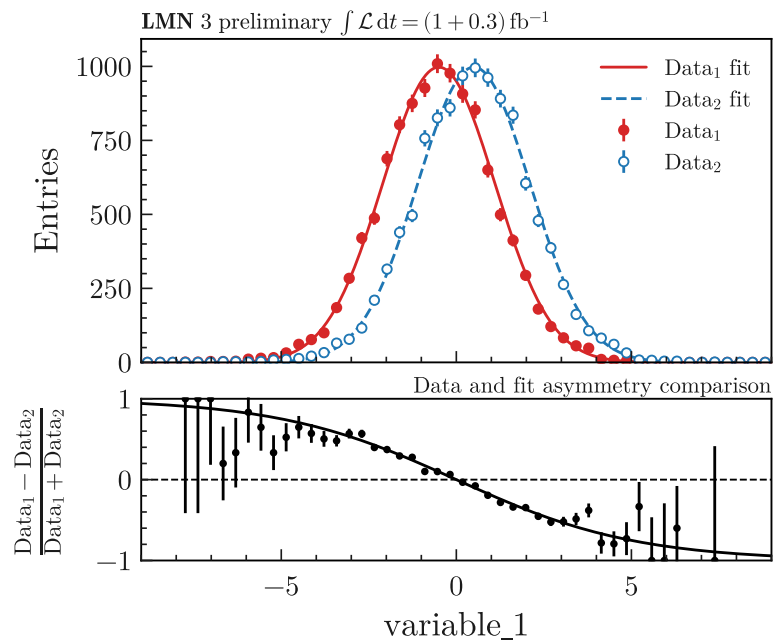 LMN 3 preliminary ∫ℒ dt = (1 + 0.3) fb⁻¹
1000
750
500
250
0
Entries
Data₁ fit
Data₂ fit
Data₁
Data₂
Data and fit asymmetry comparison
1
0
−1
Data₁ − Data₂
Data₁ + Data₂
−5 0 5
variable_1